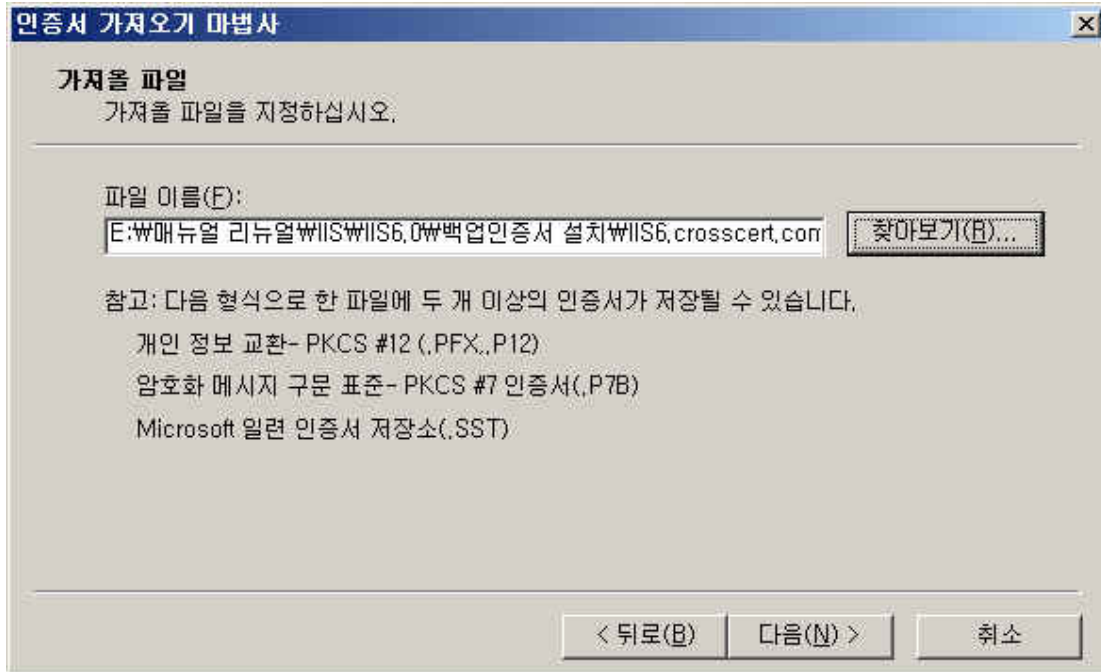 인증서 가져오기 마법사
가져올 파일
가져올 파일을 지정하십시오.
파일 이름(F):
E:₩매뉴얼 리뉴얼₩IIS₩IIS6.0₩백업인증서 설치₩IIS6.crosscert.com
찾아보기(R)...
참고: 다음 형식으로 한 파일에 두 개 이상의 인증서가 저장될 수 있습니다.
개인 정보 교환- PKCS #12 (.PFX,.P12)
암호화 메시지 구문 표준- PKCS #7 인증서(.P7B)
Microsoft 일련 인증서 저장소(.SST)
< 뒤로(B) 다음(N) > 취소